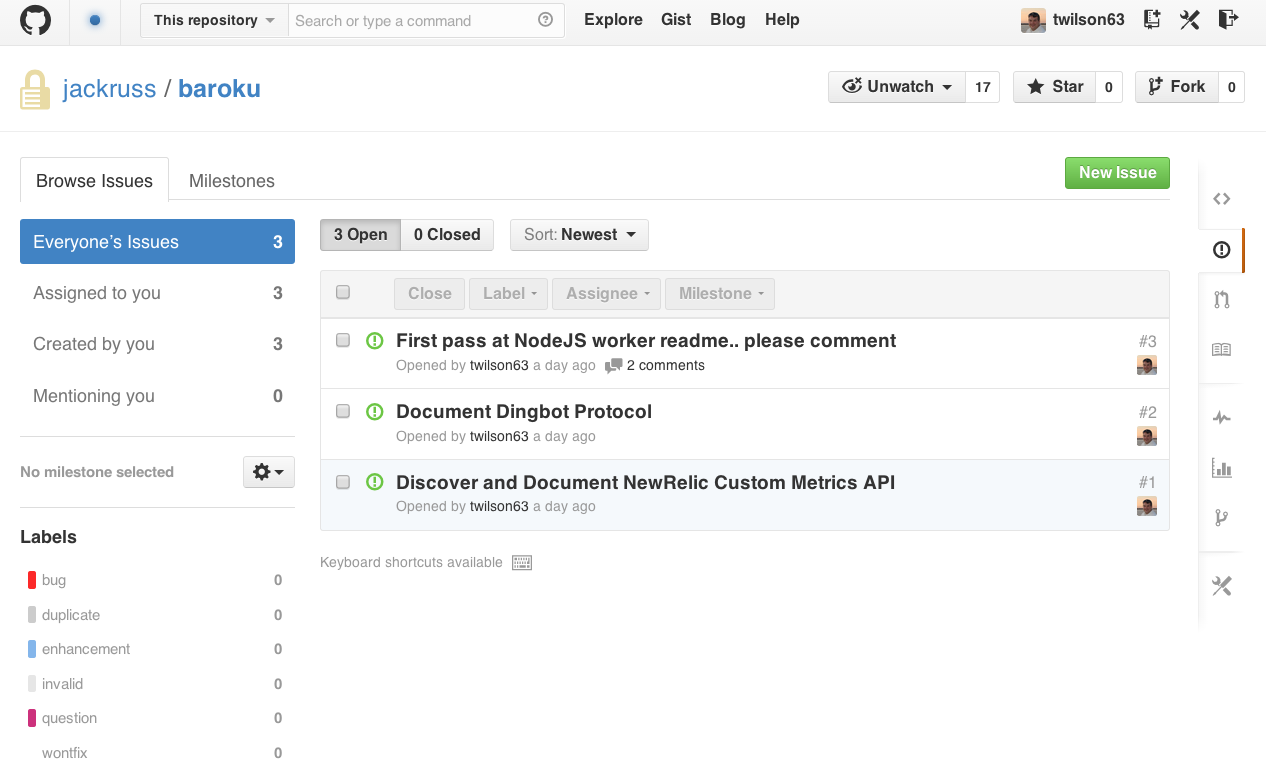 This repository Search or type a command Explore Gist Blog Help twilson63
jackruss / baroku Unwatch 17 Star 0 Fork 0
Browse Issues Milestones New Issue
Everyone's Issues 3
Assigned to you 3
Created by you 3
Mentioning you 0
No milestone selected
Labels
bug 0
duplicate 0
enhancement 0
invalid 0
question 0
wontfix 0
3 Open 0 Closed Sort: Newest
Close Label Assignee Milestone
First pass at NodeJS worker readme.. please comment #3
Opened by twilson63 a day ago 2 comments
Document Dingbot Protocol #2
Opened by twilson63 a day ago
Discover and Document NewRelic Custom Metrics API #1
Opened by twilson63 a day ago
Keyboard shortcuts available